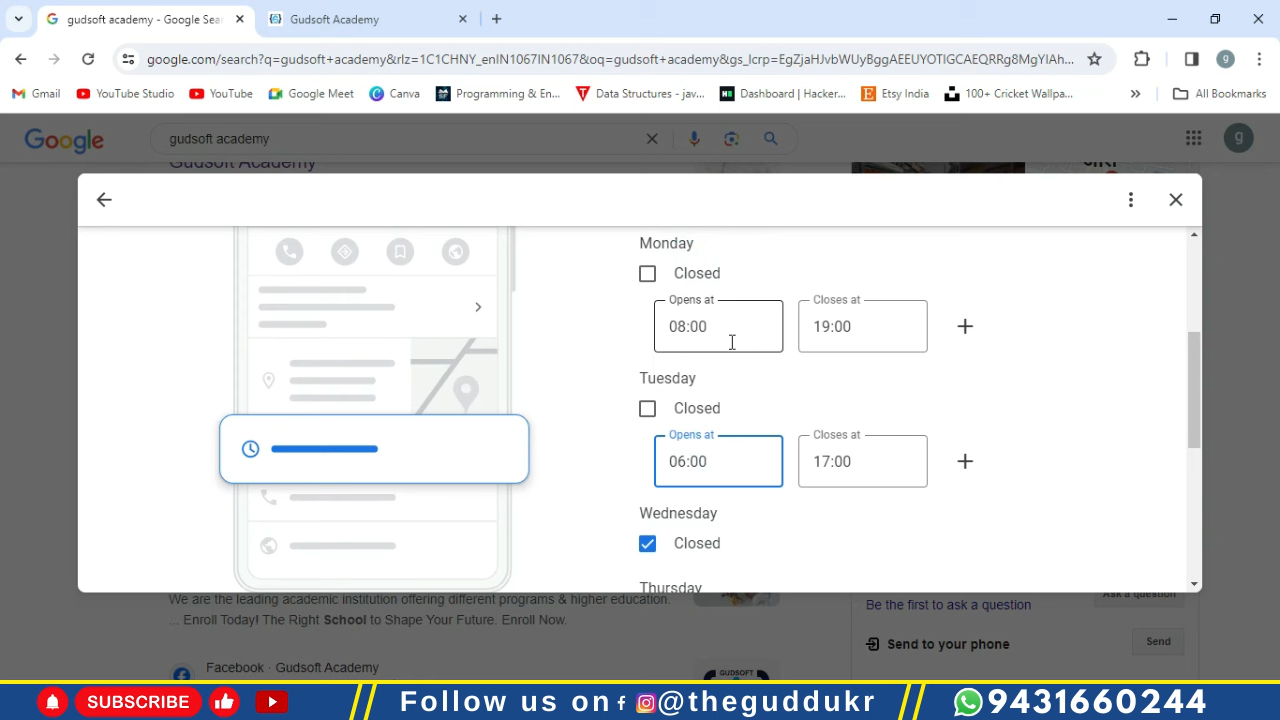 gudsoft academy - Google Sea
Gudsoft Academy
google.com/search?q=gudsoft+academy&rlz=1C1CHNY_enIN1067IN1067&oq=gudsoft+academy&gs_lcrp=EgZjaHJvbWUyBggAEEUYOTIGCAEQRRg8MgYIAh...
Gmail
YouTube Studio
YouTube
Google Meet
Canva
Programming & En...
Data Structures - jav...
Dashboard | Hacker...
Etsy India
100+ Cricket Wallpa...
All Bookmarks
Google
gudsoft academy
g
Gudsoft Academy
Monday
Closed
Opens at
Closes at
08:00
19:00
Tuesday
Closed
Opens at
Closes at
06:00
17:00
Wednesday
Closed
Thursday
We are the leading academic institution offering different programs & higher education.
... Enroll Today! The Right School to Shape Your Future. Enroll Now.
Be the first to ask a question
Ask a question
Send to your phone
Send
Facebook · Gudsoft Academy
GUDSOFT
SUBSCRIBE
Follow us on f @theguddukr
9431660244